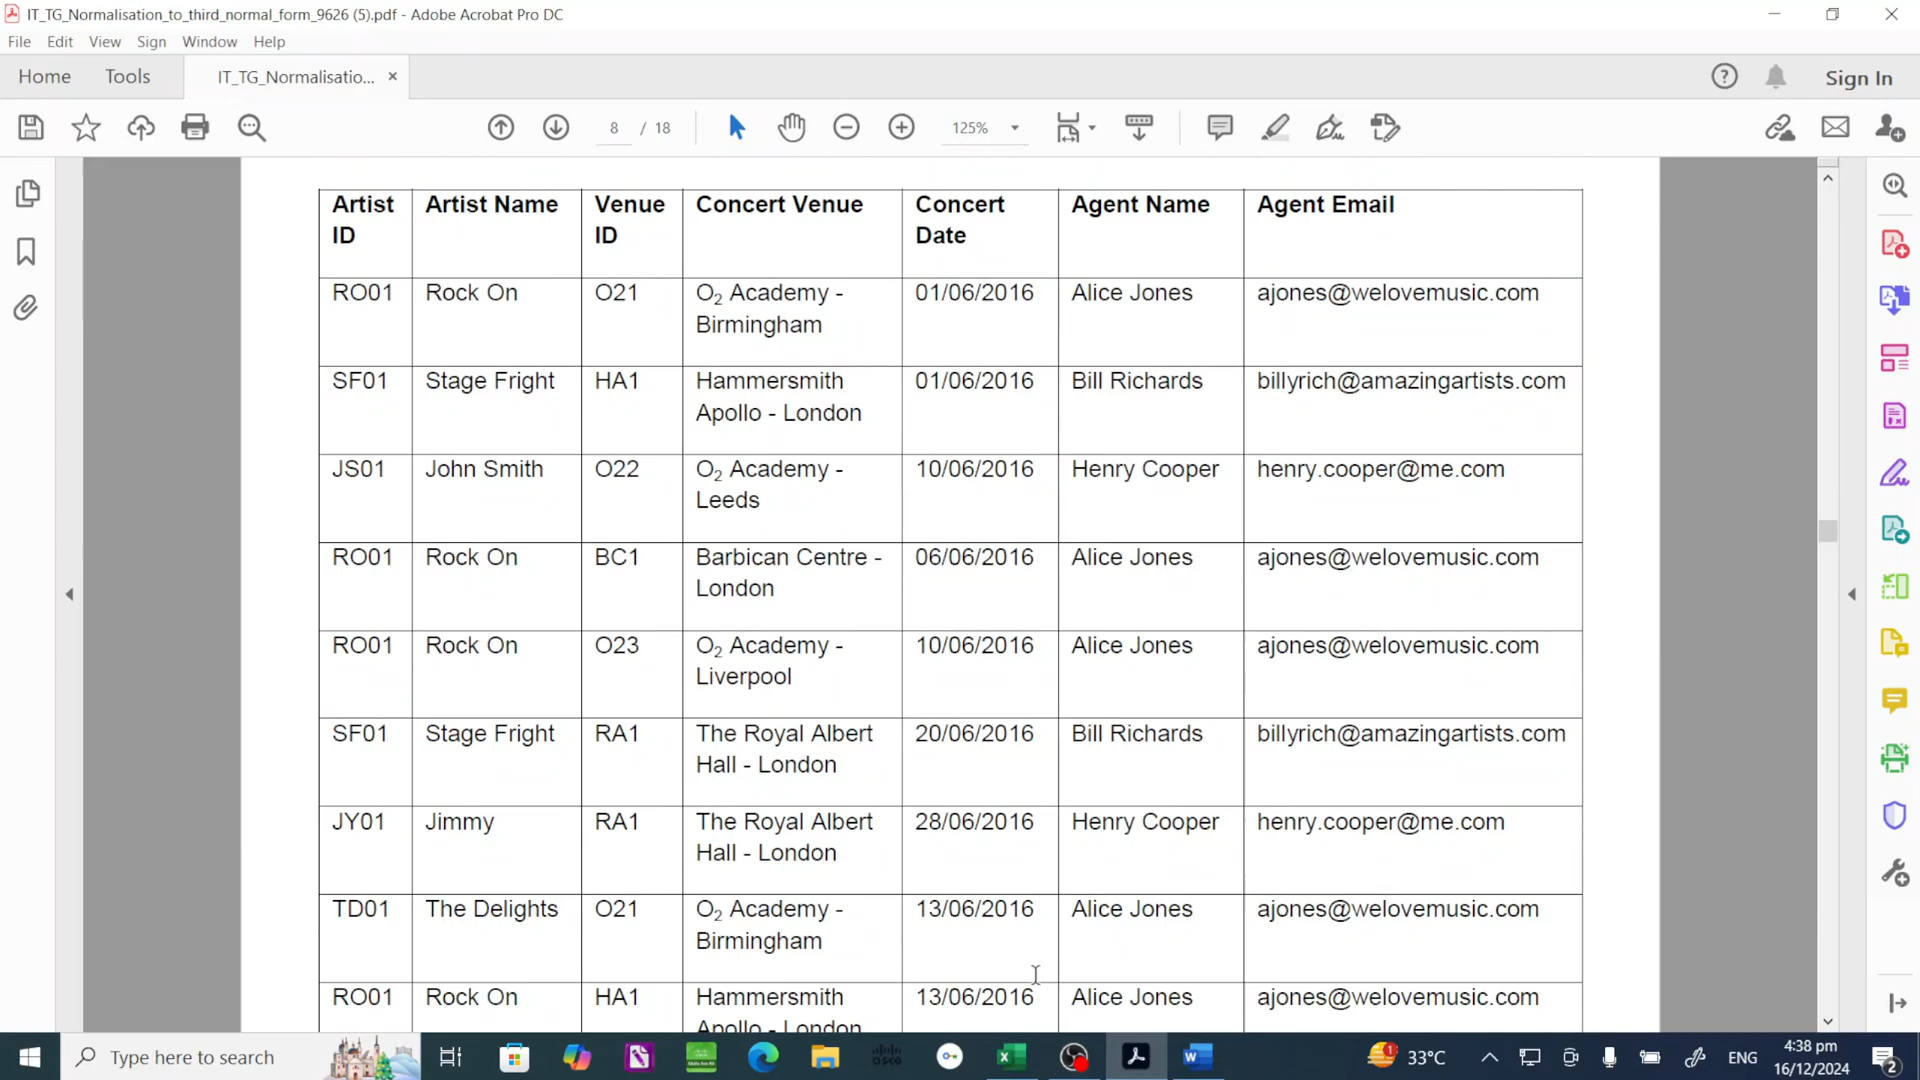 IT_TG_Normalisation_to_third_normal_form_9626 (5).pdf - Adobe Acrobat Pro DC
File Edit View Sign Window Help
Home Tools IT_TG_Normalisatio... × Sign In
8 / 18 125%
Artist ID Artist Name Venue ID Concert Venue Concert Date Agent Name Agent Email
RO01 Rock On O21 O₂ Academy - 01/06/2016 Alice Jones ajones@welovemusic.com
Birmingham
SF01 Stage Fright HA1 Hammersmith 01/06/2016 Bill Richards billyrich@amazingartists.com
Apollo - London
JS01 John Smith O22 O₂ Academy - 10/06/2016 Henry Cooper henry.cooper@me.com
Leeds
RO01 Rock On BC1 Barbican Centre - 06/06/2016 Alice Jones ajones@welovemusic.com
London
RO01 Rock On O23 O₂ Academy - 10/06/2016 Alice Jones ajones@welovemusic.com
Liverpool
SF01 Stage Fright RA1 The Royal Albert 20/06/2016 Bill Richards billyrich@amazingartists.com
Hall - London
JY01 Jimmy RA1 The Royal Albert 28/06/2016 Henry Cooper henry.cooper@me.com
Hall - London
TD01 The Delights O21 O₂ Academy - 13/06/2016 Alice Jones ajones@welovemusic.com
Birmingham
RO01 Rock On HA1 Hammersmith 13/06/2016 Alice Jones ajones@welovemusic.com
Apollo - London
Type here to search 33°C ENG 4:38 pm
16/12/2024 2